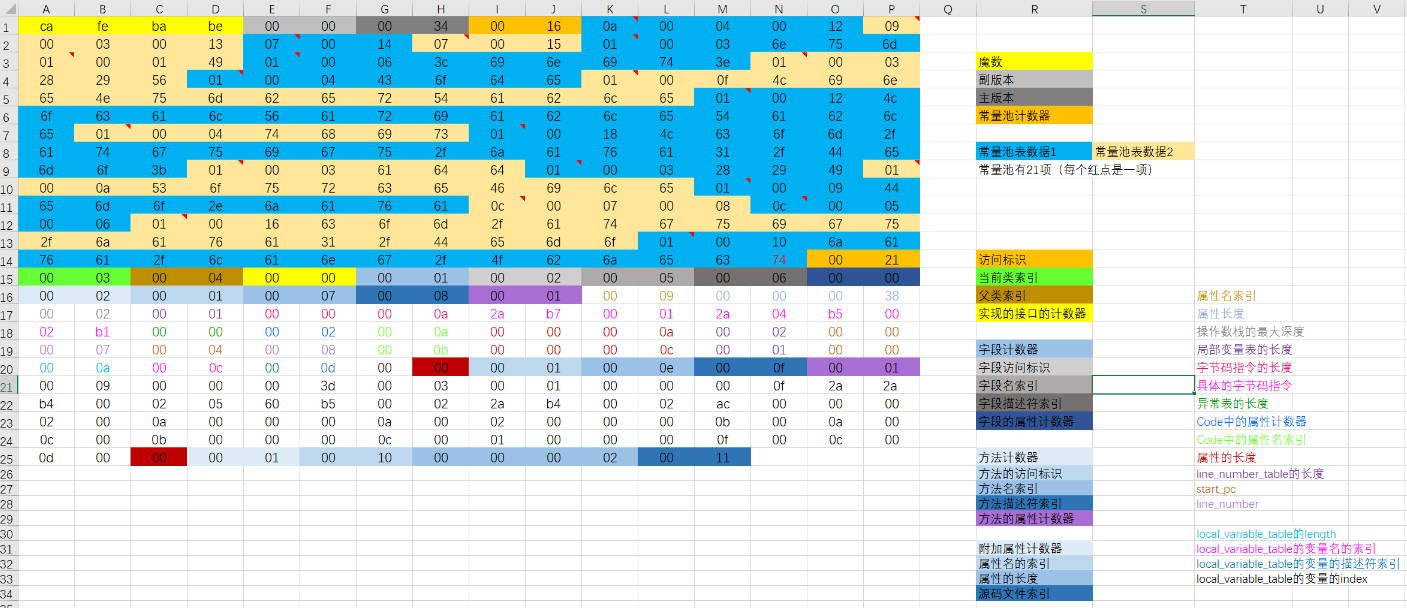 A B C D E F G H I J K L M N O P Q R S T U V
1 ca fe ba be 00 00 00 34 00 16 0a 00 04 00 12 09
2 00 03 00 13 07 00 14 07 00 15 01 00 03 6e 75 6d
3 01 00 01 49 01 00 06 3c 69 6e 69 74 3e 01 00 03 魔数
4 28 29 56 01 00 04 43 6f 64 65 01 00 0f 4c 69 6e 副版本
5 65 4e 75 6d 62 65 72 54 61 62 6c 65 01 00 12 4c 主版本
6 6f 63 61 6c 56 61 72 69 61 62 6c 65 54 61 62 6c 常量池计数器
7 65 01 00 04 74 68 69 73 01 00 18 4c 63 6f 6d 2f
8 61 74 67 75 69 67 75 2f 6a 61 76 61 31 2f 44 65 常量池表数据1 常量池表数据2
9 6d 6f 3b 01 00 03 61 64 64 01 00 03 28 29 49 01 常量池有21项（每个红点是一项）
10 00 0a 53 6f 75 72 63 65 46 69 6c 65 01 00 09 44
11 65 6d 6f 2e 6a 61 76 61 0c 00 07 00 08 0c 00 05
12 00 06 01 00 16 63 6f 6d 2f 61 74 67 75 69 67 75
13 2f 6a 61 76 61 31 2f 44 65 6d 6f 01 00 10 6a 61
14 76 61 2f 6c 61 6e 67 2f 4f 62 6a 65 63 74 00 21 访问标识
15 00 03 00 04 00 00 00 01 00 02 00 05 00 06 00 00 当前类索引
16 00 02 00 01 00 07 00 08 00 01 00 09 00 00 00 38 父类索引 属性名索引
17 00 02 00 01 00 00 00 0a 2a b7 00 01 2a 04 b5 00 实现的接口的计数器 属性长度
18 02 b1 00 00 00 02 00 0a 00 00 00 0a 00 02 00 00 操作数栈的最大深度
19 00 07 00 04 00 08 00 0b 00 00 00 0c 00 01 00 00 字段计数器 局部变量表的长度
20 00 0a 00 0c 00 0d 00 00 00 01 00 0e 00 0f 00 01 字段访问标识 字节码指令的长度
21 00 09 00 00 00 3d 00 03 00 01 00 00 00 0f 2a 2a 字段名索引 具体的字节码指令
22 b4 00 02 05 60 b5 00 02 2a b4 00 02 ac 00 00 00 字段描述符索引 异常表的长度
23 02 00 0a 00 00 00 0a 00 02 00 00 00 0b 00 0a 00 字段的属性计数器 Code中的属性计数器
24 0c 00 0b 00 00 00 0c 00 01 00 00 00 0f 00 0c 00 Code中的属性名索引
25 0d 00 00 00 01 00 10 00 00 00 02 00 11 方法计数器 属性的长度
26 方法的访问标识 line_number_table的长度
27 方法名索引 start_pc
28 方法描述符索引 line_number
29 方法的属性计数器
30 local_variable_table的length
31 附加属性计数器 local_variable_table的变量名的索引
32 属性名的索引 local_variable_table的变量的描述符索引
33 属性的长度 local_variable_table的变量的index
34 源码文件索引